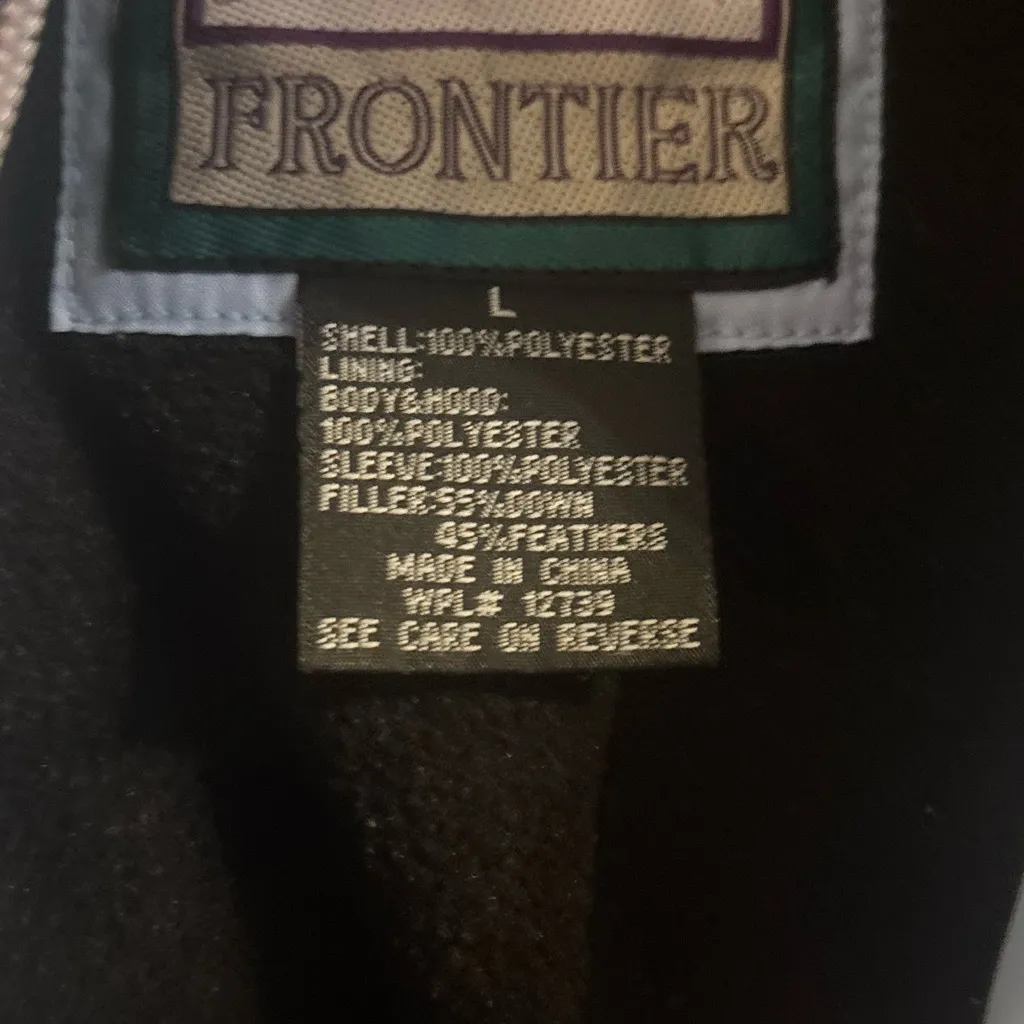 FRONTIER
L
SHELL:100%POLYESTER
LINING:
BODY&HOOD:
100%POLYESTER
SLEEVE:100%POLYESTER
FILLER:55%DOWN
45%FEATHERS
MADE IN CHINA
WPL# 12739
SEE CARE ON REVERSE